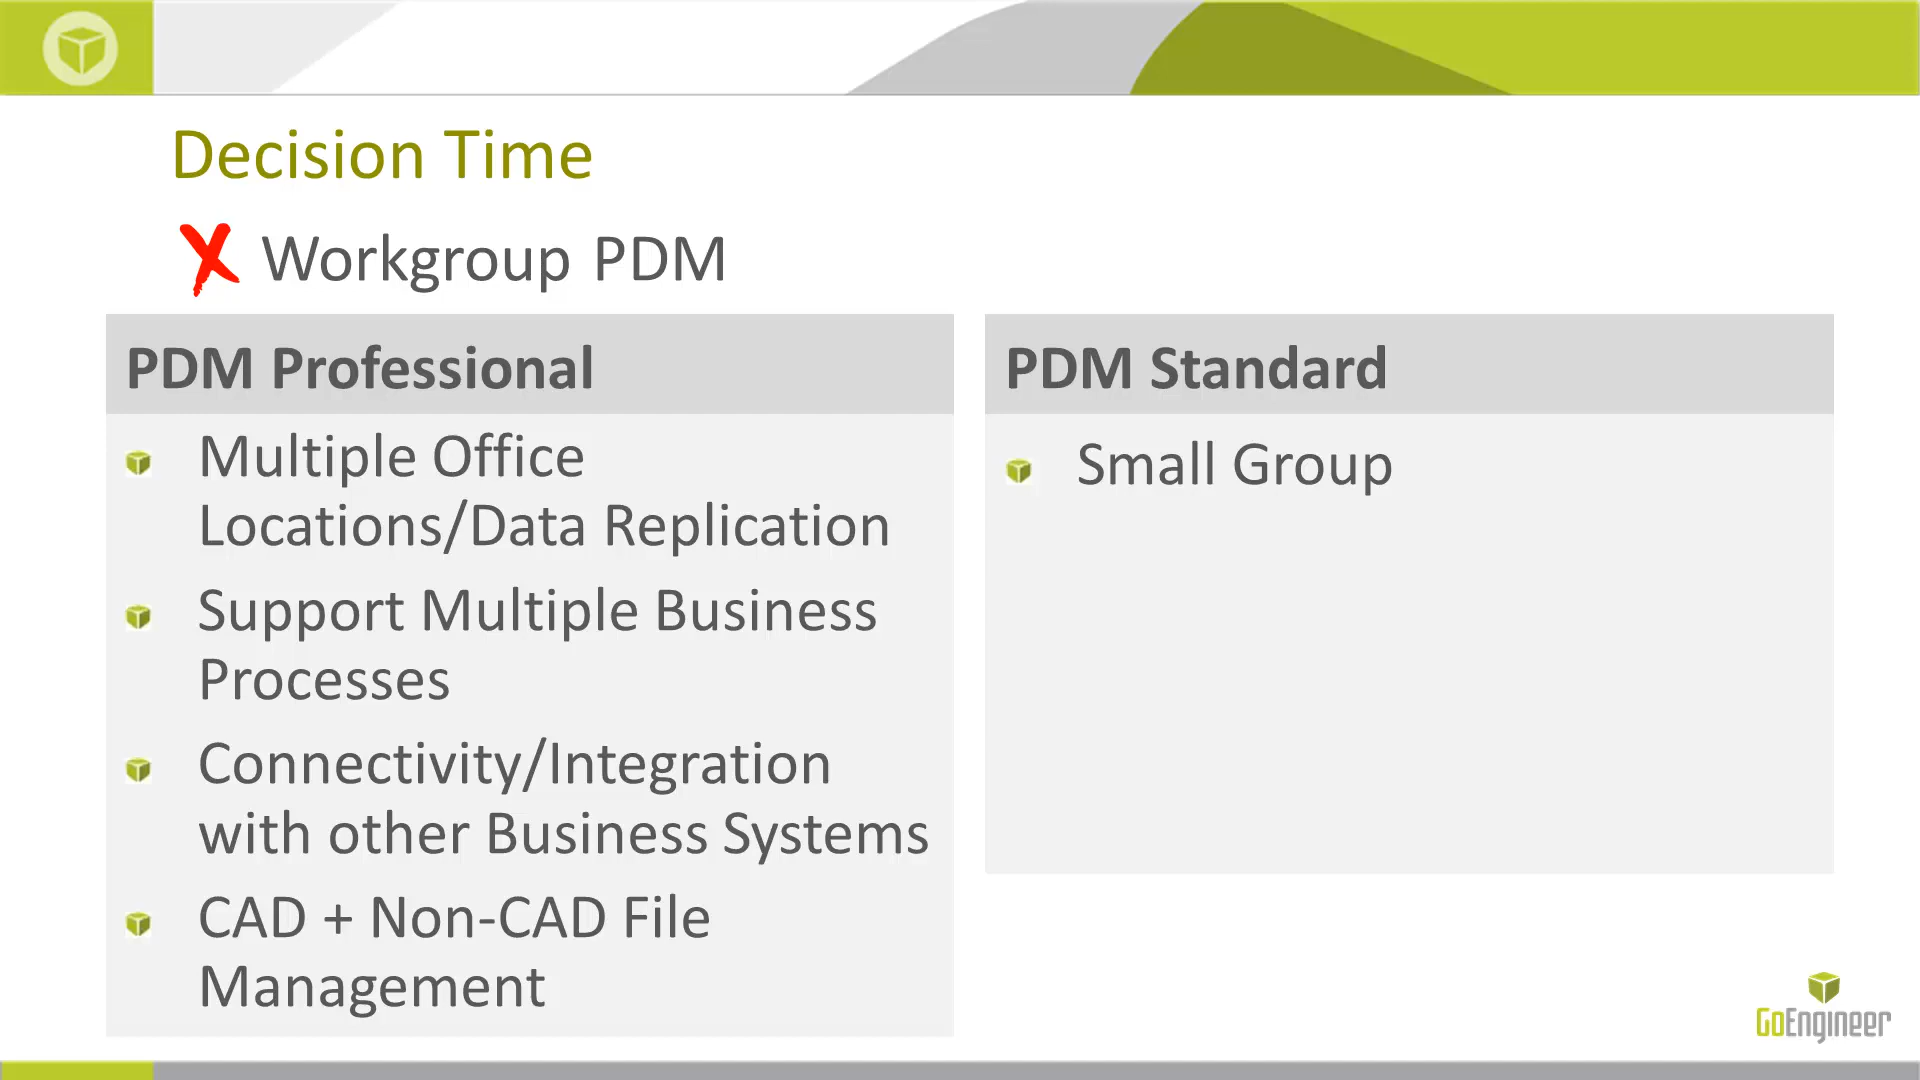 Decision Time
Workgroup PDM
PDM Professional
Multiple Office
Locations/Data Replication
Support Multiple Business
Processes
Connectivity/Integration
with other Business Systems
CAD + Non-CAD File
Management
PDM Standard
Small Group
GoEngineer